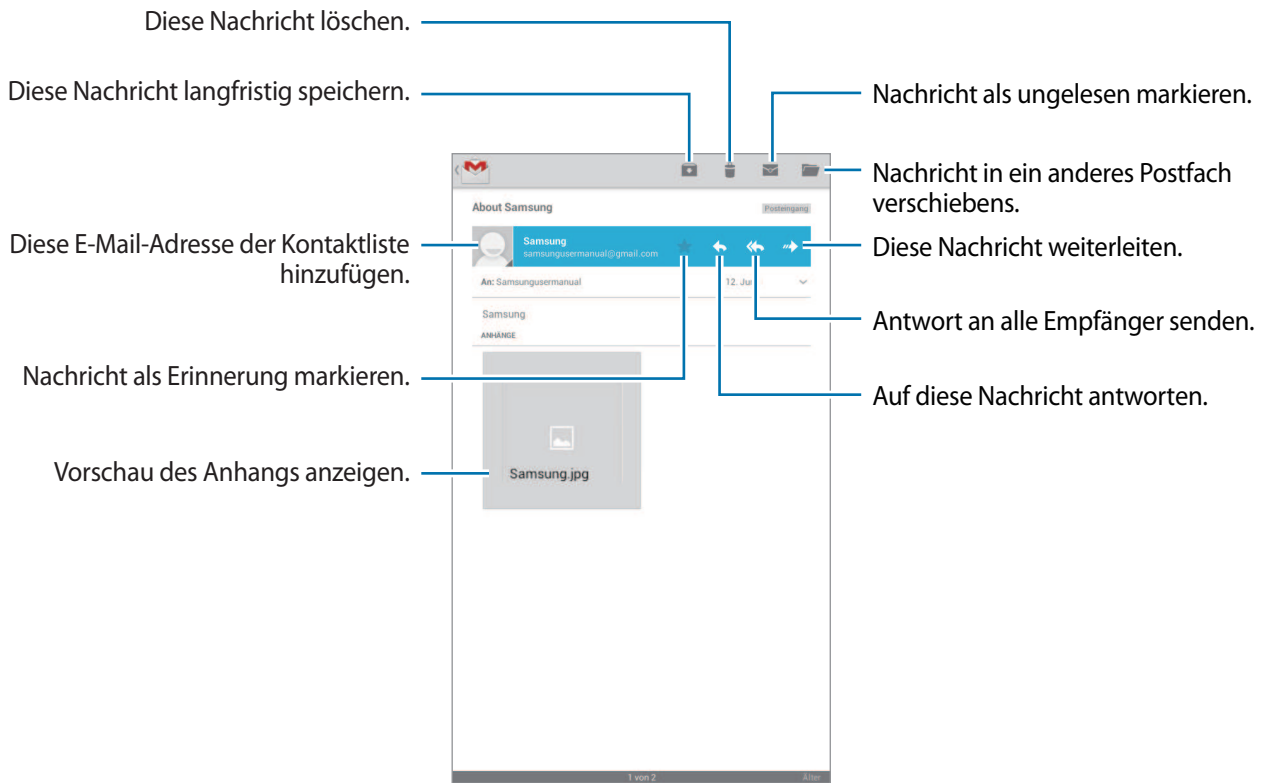 Diese Nachricht löschen.
Diese Nachricht langfristig speichern.
Nachricht als ungelesen markieren.
Nachricht in ein anderes Postfach
verschiebens.
About Samsung
Posteingang
Diese E-Mail-Adresse der Kontaktliste
hinzufügen.
Samsung
samsungusermanual@gmail.com
Diese Nachricht weiterleiten.
An: Samsungusermanual
12. Ju
Samsung
ANHÄNGE
Antwort an alle Empfänger senden.
Nachricht als Erinnerung markieren.
Auf diese Nachricht antworten.
Vorschau des Anhangs anzeigen.
Samsung.jpg
1 von 2
Älter